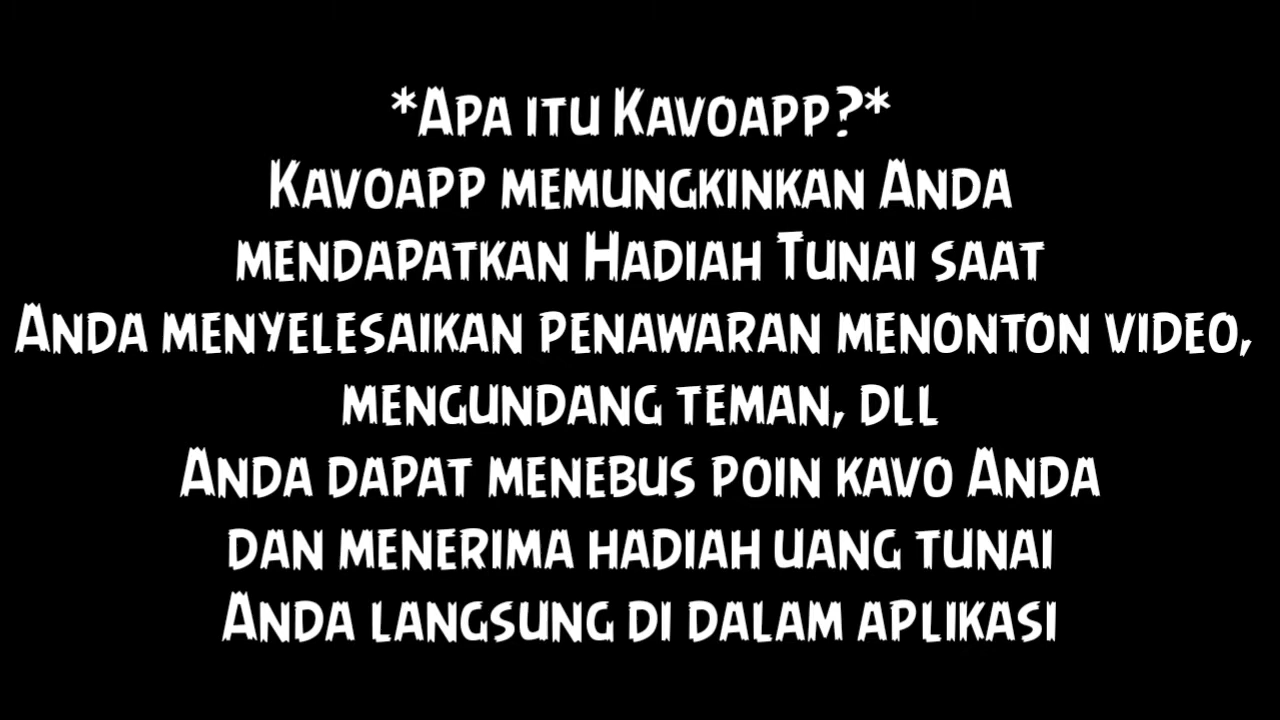 *Apa itu Kavoapp?*
Kavoapp memungkinkan Anda
mendapatkan Hadiah Tunai saat
Anda menyelesaikan penawaran menonton video,
mengundang teman, dll
Anda dapat menebus poin kavo Anda
dan menerima hadiah uang tunai
Anda langsung di dalam aplikasi